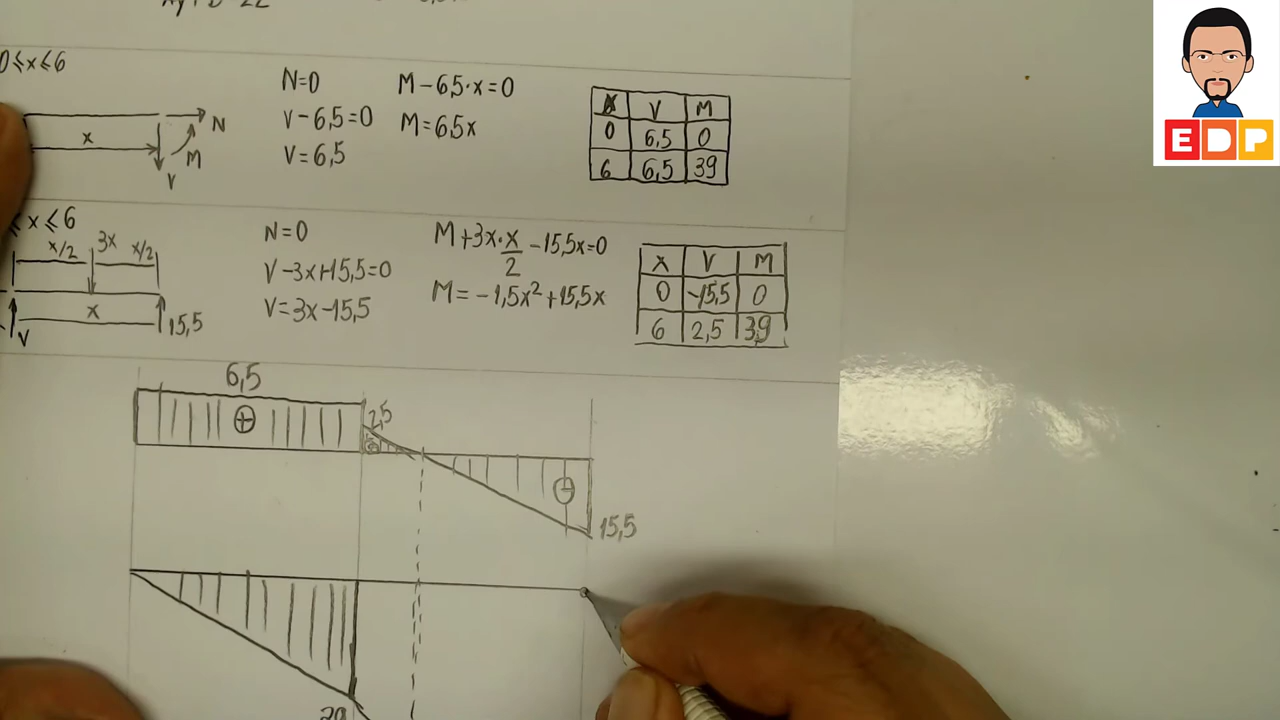 0≤x≤6
N=0
M-6,5·x=0
V-6,5=0
M=6,5x
V=6,5
x
N
M
V
X V M
0 6,5 0
6 6,5 39
≤x≤6
x/2 3x x/2
x
15,5
V
N=0
V-3x+15,5=0
V=3x-15,5
M+3x·x/2-15,5x=0
M=-1,5x²+15,5x
X V M
0 -15,5 0
6 2,5 39
6,5
+
2,5
+
-
15,5
EDP